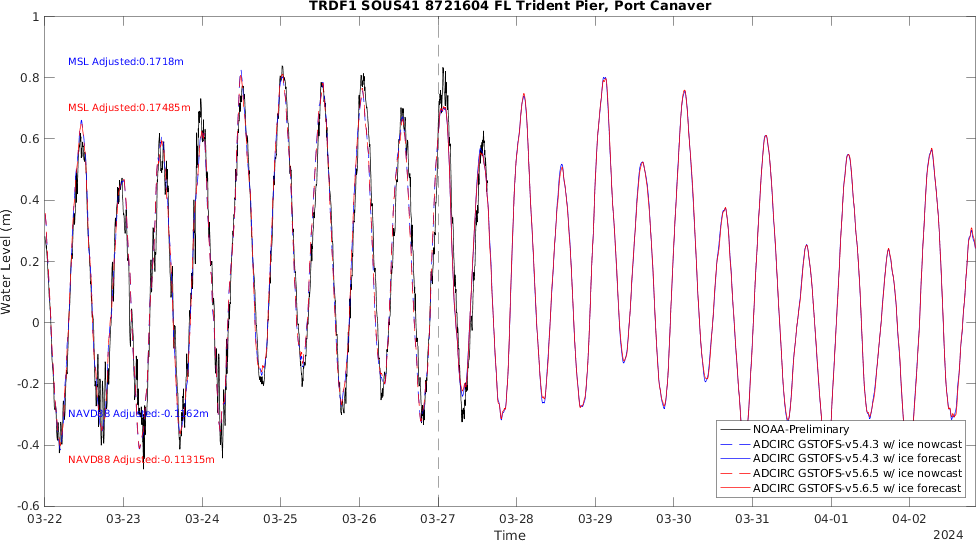 TRDF1 SOUS41 8721604 FL Trident Pier, Port Canaver
1
0.8
0.6
0.4
0.2
0
-0.2
-0.4
-0.6
Water Level (m)
MSL Adjusted:0.1718m
MSL Adjusted:0.17485m
NAVD88 Adjusted:-0.1162m
NAVD88 Adjusted:-0.11315m
NOAA-Preliminary
ADCIRC GSTOFS-v5.4.3 w/ ice nowcast
ADCIRC GSTOFS-v5.4.3 w/ ice forecast
ADCIRC GSTOFS-v5.6.5 w/ ice nowcast
ADCIRC GSTOFS-v5.6.5 w/ ice forecast
03-22 03-23 03-24 03-25 03-26 03-27 03-28 03-29 03-30 03-31 04-01 04-02
Time
2024